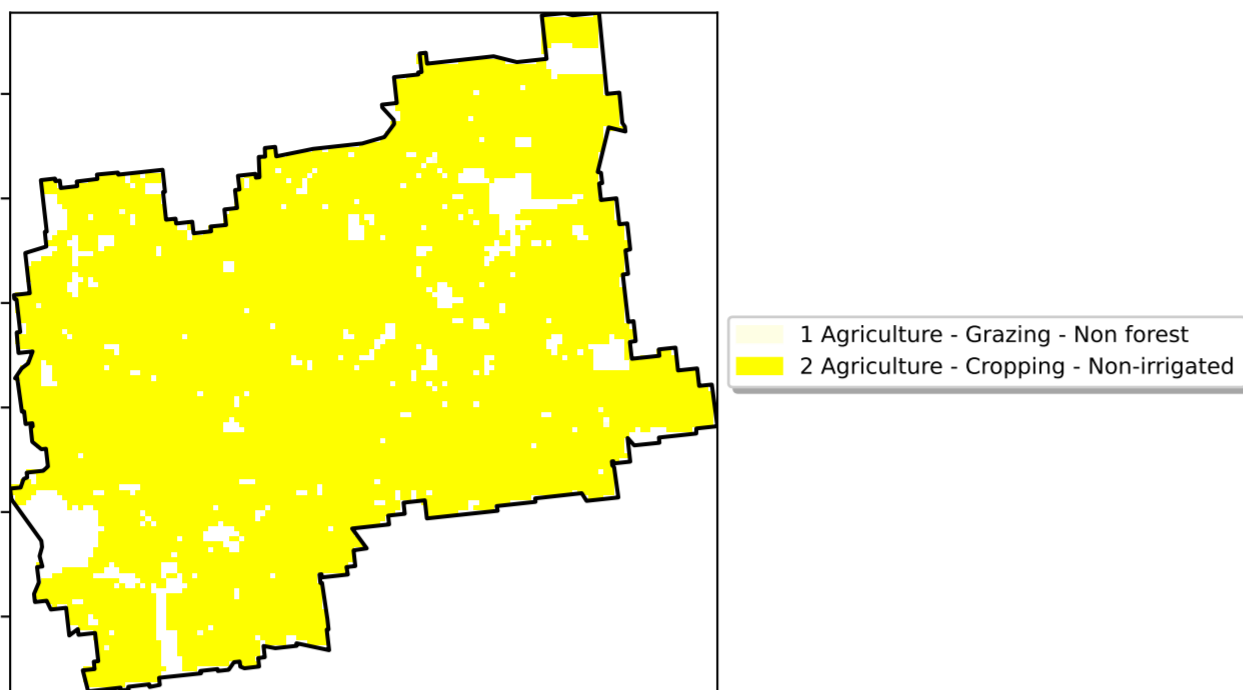 1 Agriculture - Grazing - Non forest
2 Agriculture - Cropping - Non-irrigated